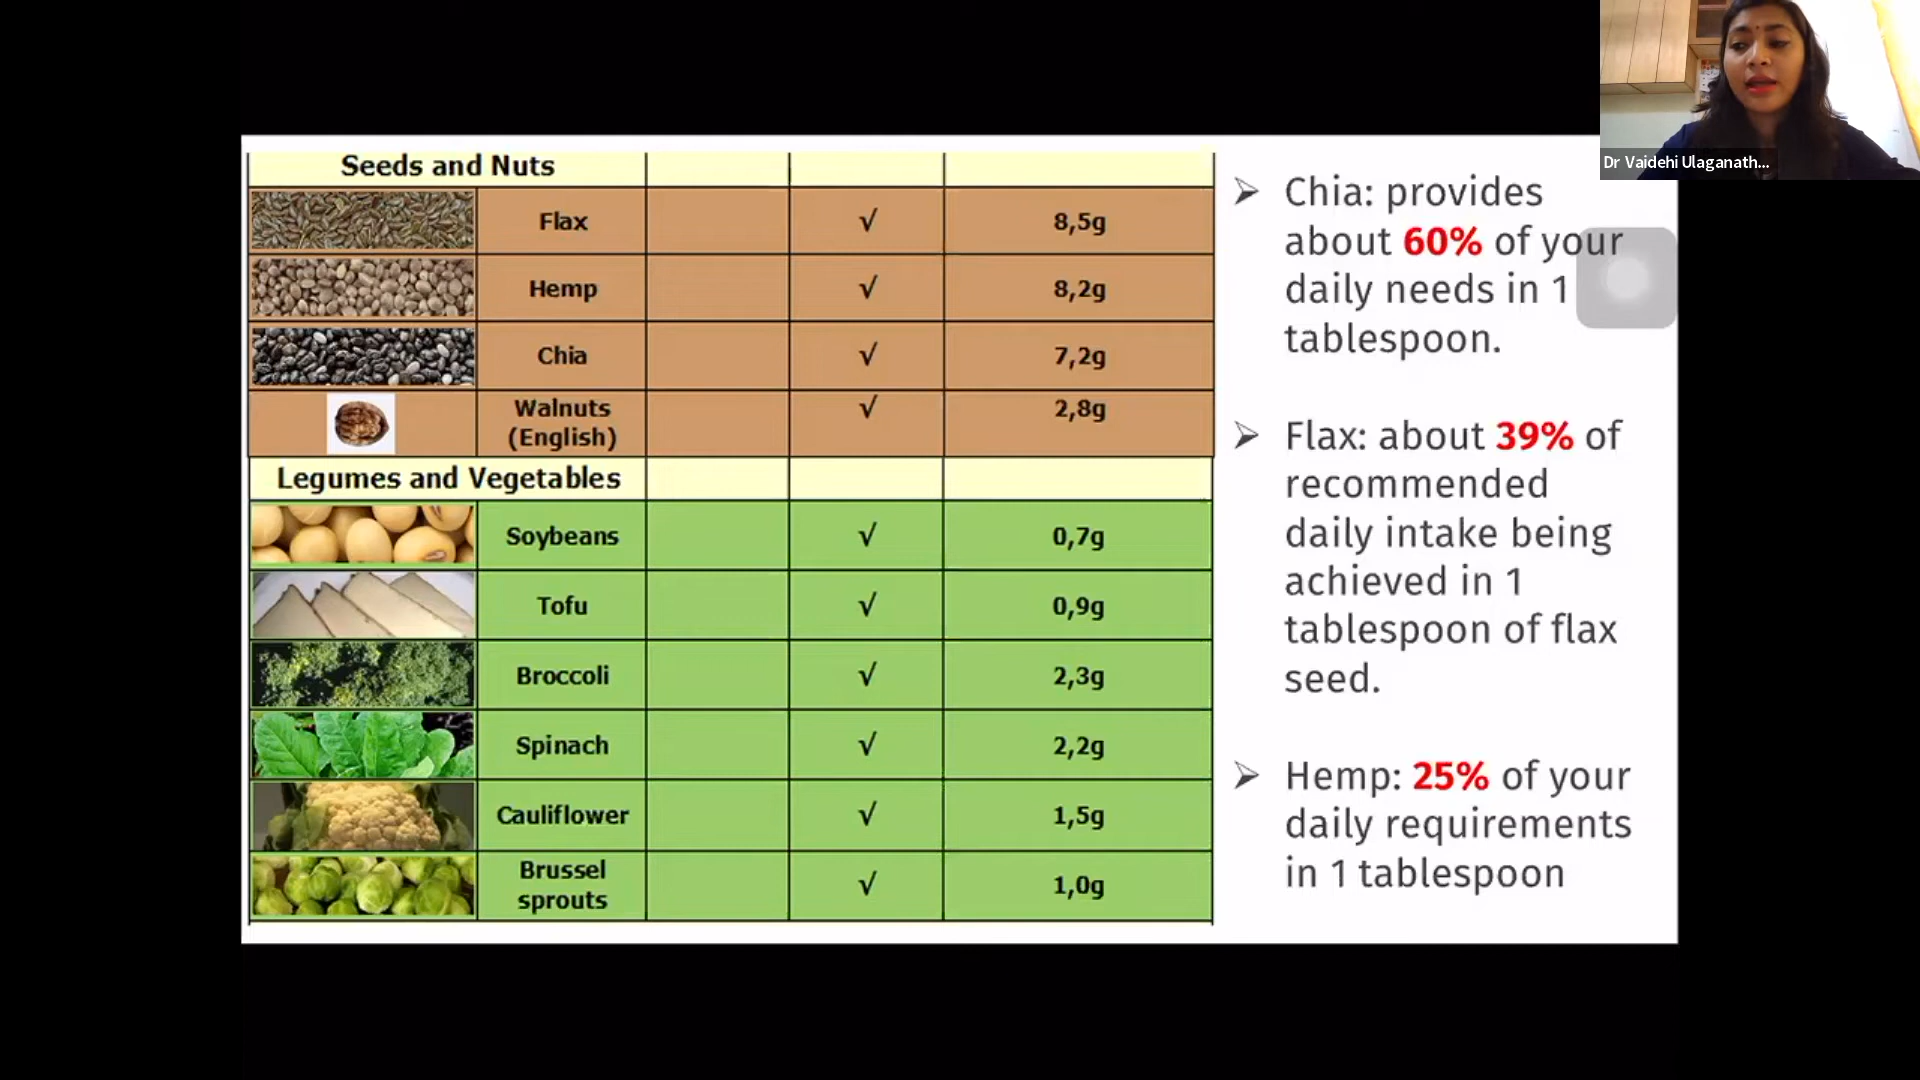 Seeds and Nuts
Flax √ 8,5g
Hemp √ 8,2g
Chia √ 7,2g
Walnuts √ 2,8g
(English)
Legumes and Vegetables
Soybeans √ 0,7g
Tofu √ 0,9g
Broccoli √ 2,3g
Spinach √ 2,2g
Cauliflower √ 1,5g
Brussel
sprouts √ 1,0g
➢ Chia: provides
about 60% of your
daily needs in 1
tablespoon.
➢ Flax: about 39% of
recommended
daily intake being
achieved in 1
tablespoon of flax
seed.
➢ Hemp: 25% of your
daily requirements
in 1 tablespoon
Dr Vaidehi Ulaganath...